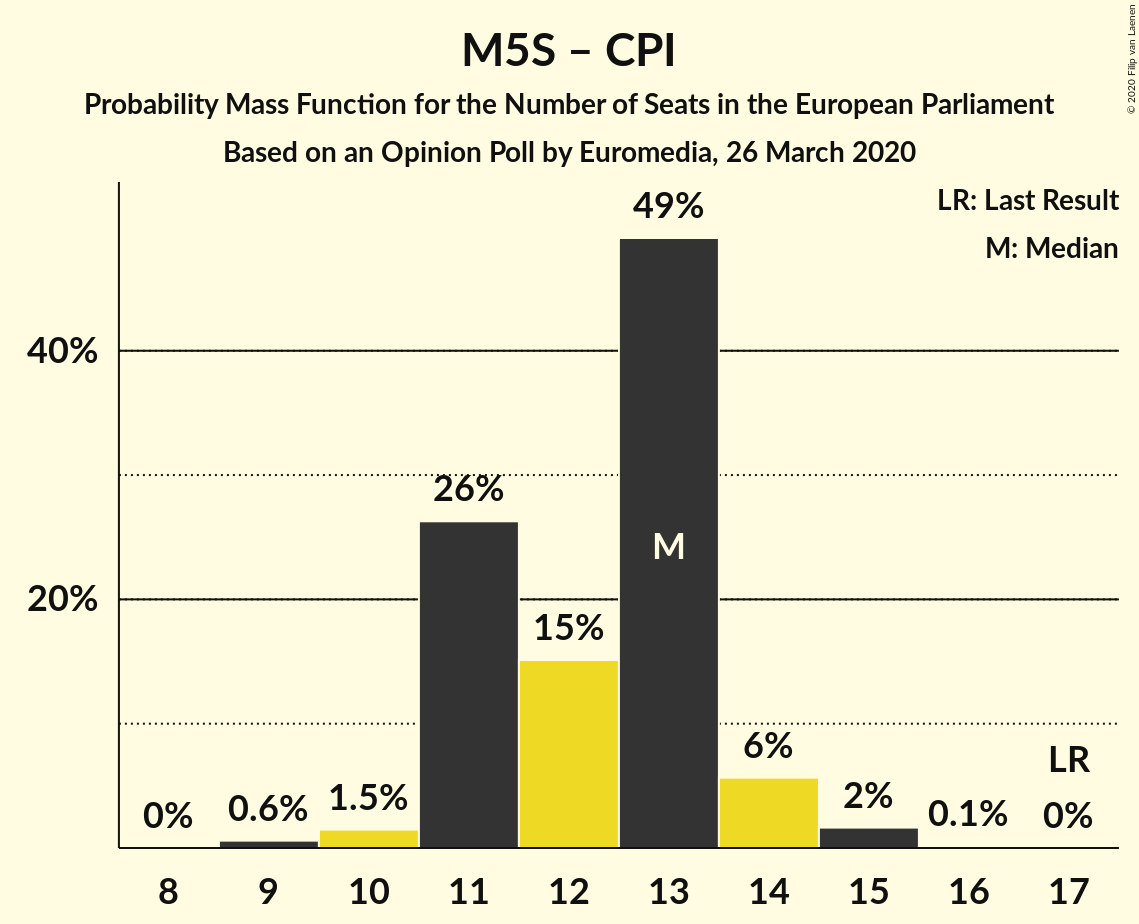 M5S – CPI
Probability Mass Function for the Number of Seats in the European Parliament
Based on an Opinion Poll by Euromedia, 26 March 2020
© 2020 Filip van Laenen
LR: Last Result
M: Median
40%
20%
0%
0.6%
1.5%
26%
15%
49%
M
6%
2%
0.1%
LR
0%
8 9 10 11 12 13 14 15 16 17